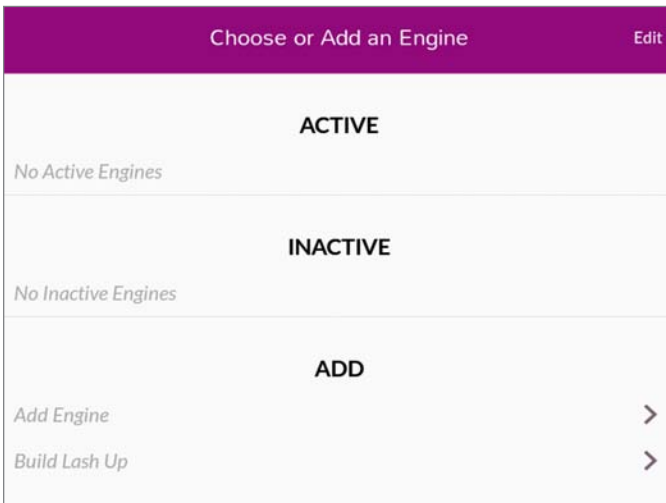 Choose or Add an Engine Edit
ACTIVE
No Active Engines
INACTIVE
No Inactive Engines
ADD
Add Engine
Build Lash Up